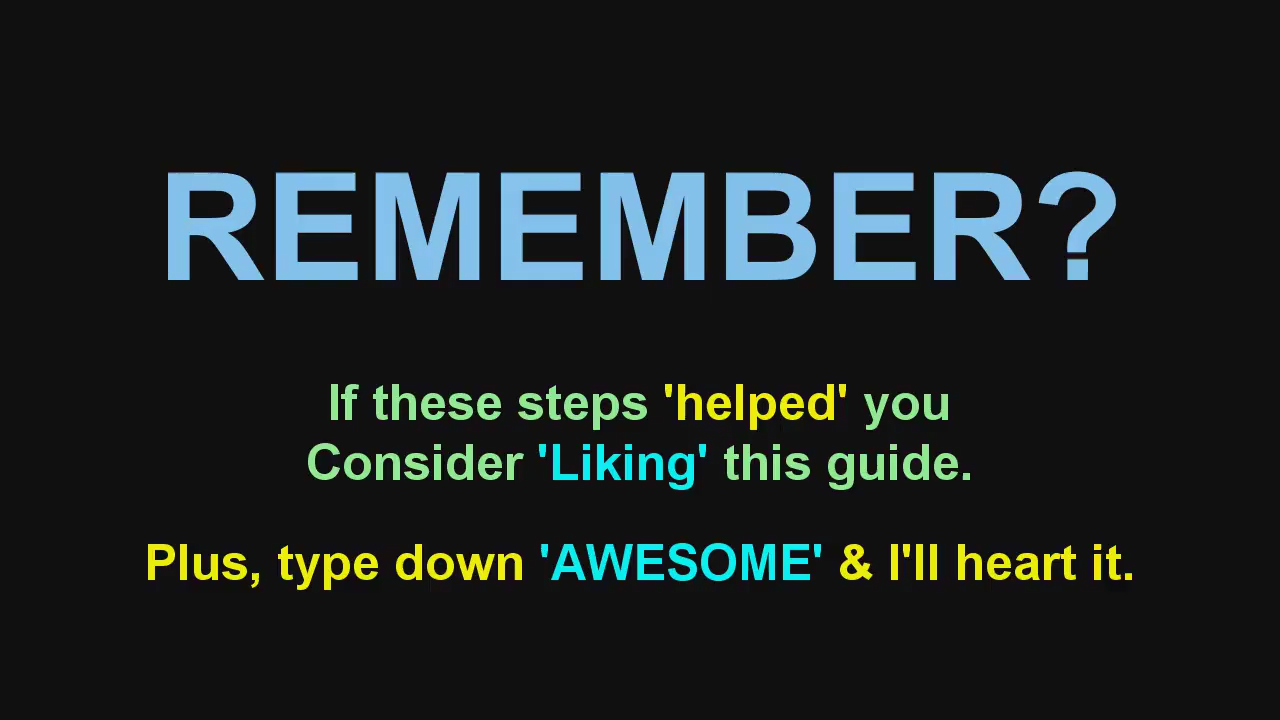 REMEMBER?
If these steps 'helped' you
Consider 'Liking' this guide.
Plus, type down 'AWESOME' & I'll heart it.